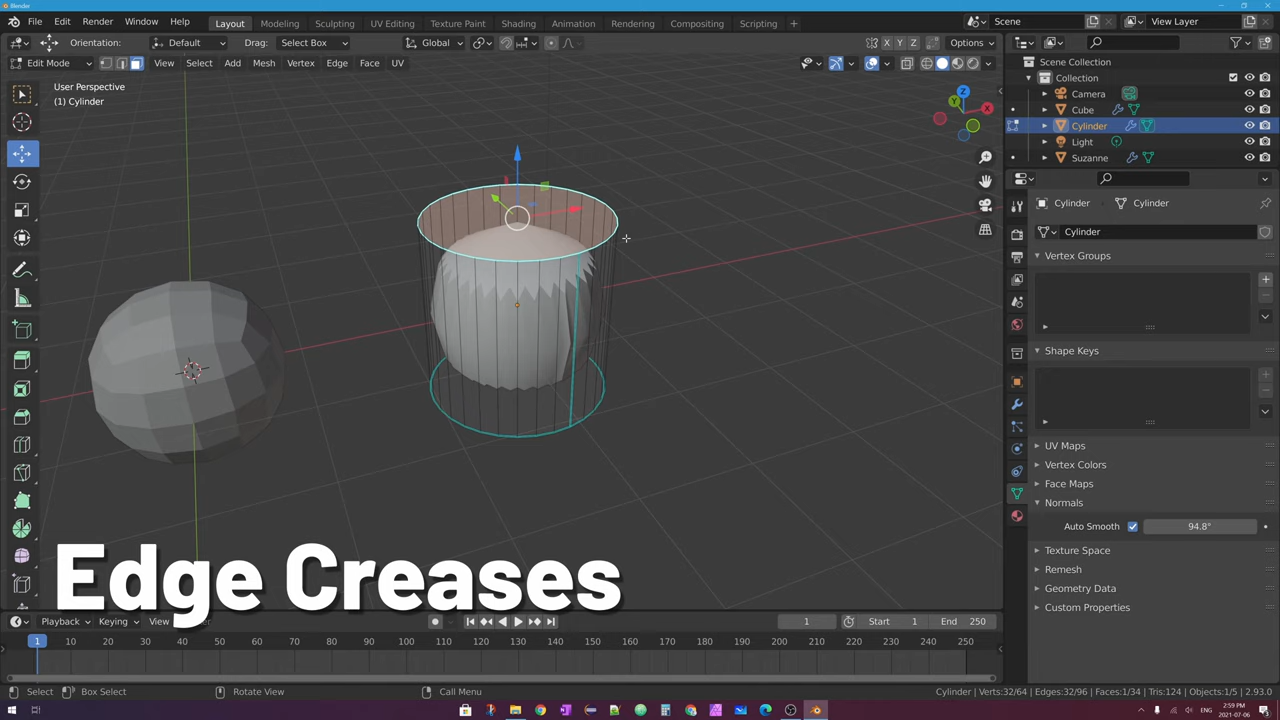 Blender
File Edit Render Window Help Layout Modeling Sculpting UV Editing Texture Paint Shading Animation Rendering Compositing Scripting + Scene View Layer
Orientation: Default Drag: Select Box Global X Y Z Options
Edit Mode View Select Add Mesh Vertex Edge Face UV
User Perspective
(1) Cylinder
Z
Y
X
Scene Collection
Collection
Camera
Cube
Cylinder
Light
Suzanne
Cylinder Cylinder
Cylinder
Vertex Groups
Shape Keys
UV Maps
Vertex Colors
Face Maps
Normals
Auto Smooth 94.8°
Texture Space
Remesh
Geometry Data
Custom Properties
Edge Creases
Playback Keying View 1 Start 1 End 250
1 10 20 30 40 50 60 70 80 90 100 110 120 130 140 150 160 170 180 190 200 210 220 230 240 250
Select Box Select Rotate View Call Menu Cylinder | Verts:32/64 | Edges:32/96 | Faces:1/34 | Tris:124 | Objects:1/5 | 2.93.0
2:59 PM
2021-07-06